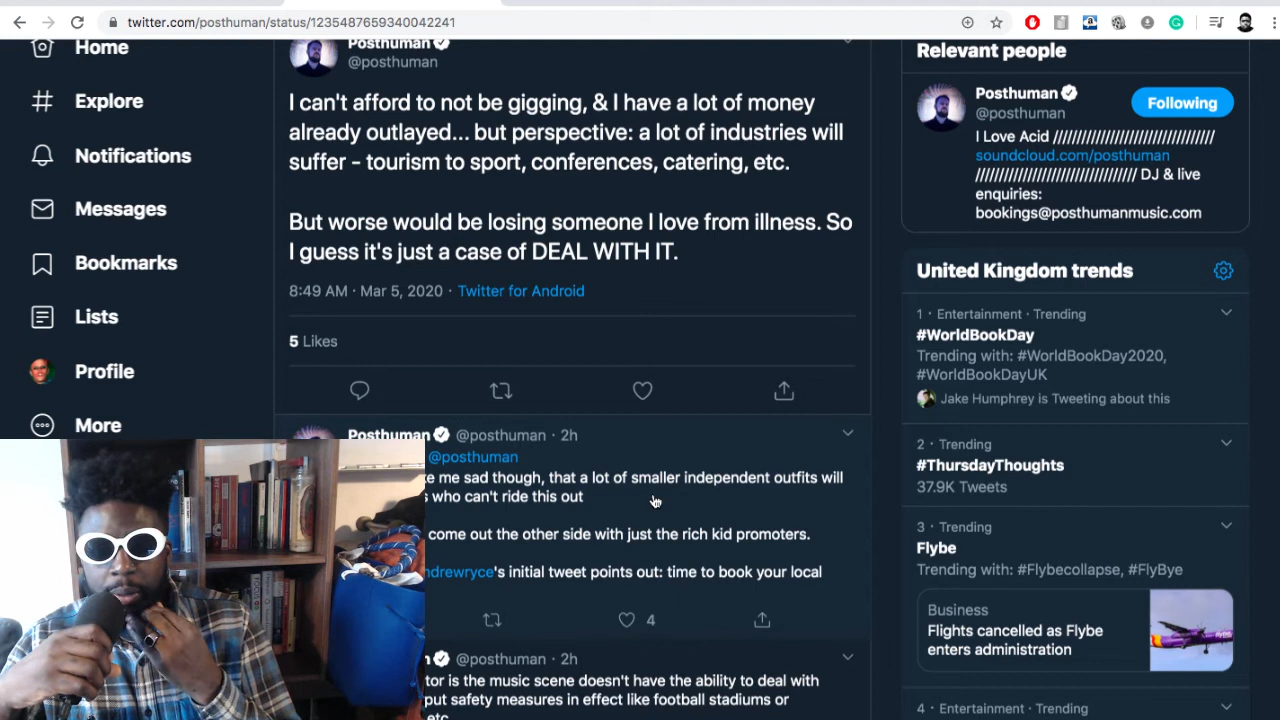 twitter.com/posthuman/status/1235487659340042241
Home
Explore
Notifications
Messages
Bookmarks
Lists
Profile
More
Posthuman
@posthuman
I can't afford to not be gigging, & I have a lot of money
already outlayed... but perspective: a lot of industries will
suffer - tourism to sport, conferences, catering, etc.
But worse would be losing someone I love from illness. So
I guess it's just a case of DEAL WITH IT.
8:49 AM · Mar 5, 2020 · Twitter for Android
5 Likes
Posthuman @posthuman · 2h
@posthuman
me sad though, that a lot of smaller independent outfits will
who can't ride this out
come out the other side with just the rich kid promoters.
's initial tweet points out: time to book your local
4
@posthuman · 2h
is the music scene doesn't have the ability to deal with
safety measures in effect like football stadiums or
Relevant people
Posthuman
@posthuman
Following
I Love Acid ////////////////////////////////
soundcloud.com/posthuman
//////////////////////////////// DJ & live
enquiries:
bookings@posthumanmusic.com
United Kingdom trends
1 · Entertainment · Trending
#WorldBookDay
Trending with: #WorldBookDay2020,
#WorldBookDayUK
Jake Humphrey is Tweeting about this
2 · Trending
#ThursdayThoughts
37.9K Tweets
3 · Trending
Flybe
Trending with: #Flybecollapse, #FlyBye
Business
Flights cancelled as Flybe
enters administration
4 · Entertainment · Trending